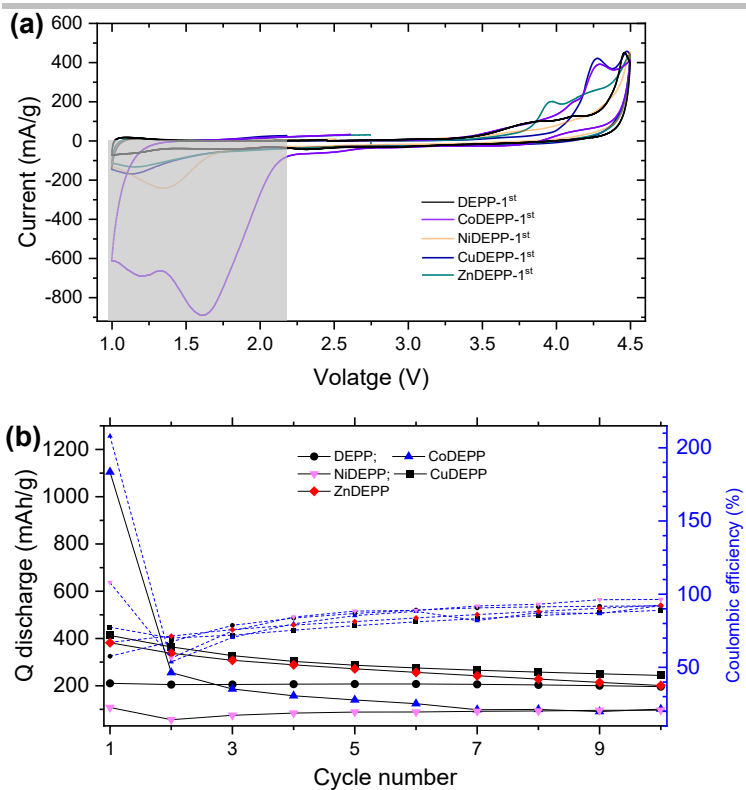 (a)
600
400
200
0
-200
-400
-600
-800
Current (mA/g)
DEPP-1st
CoDEPP-1st
NiDEPP-1st
CuDEPP-1st
ZnDEPP-1st
1.0 1.5 2.0 2.5 3.0 3.5 4.0 4.5
Volatge (V)
(b)
1200
1000
800
600
400
200
Q discharge (mAh/g)
DEPP; CoDEPP
NiDEPP; CuDEPP
ZnDEPP
200
150
100
50
Coulombic efficiency (%)
1 3 5 7 9
Cycle number